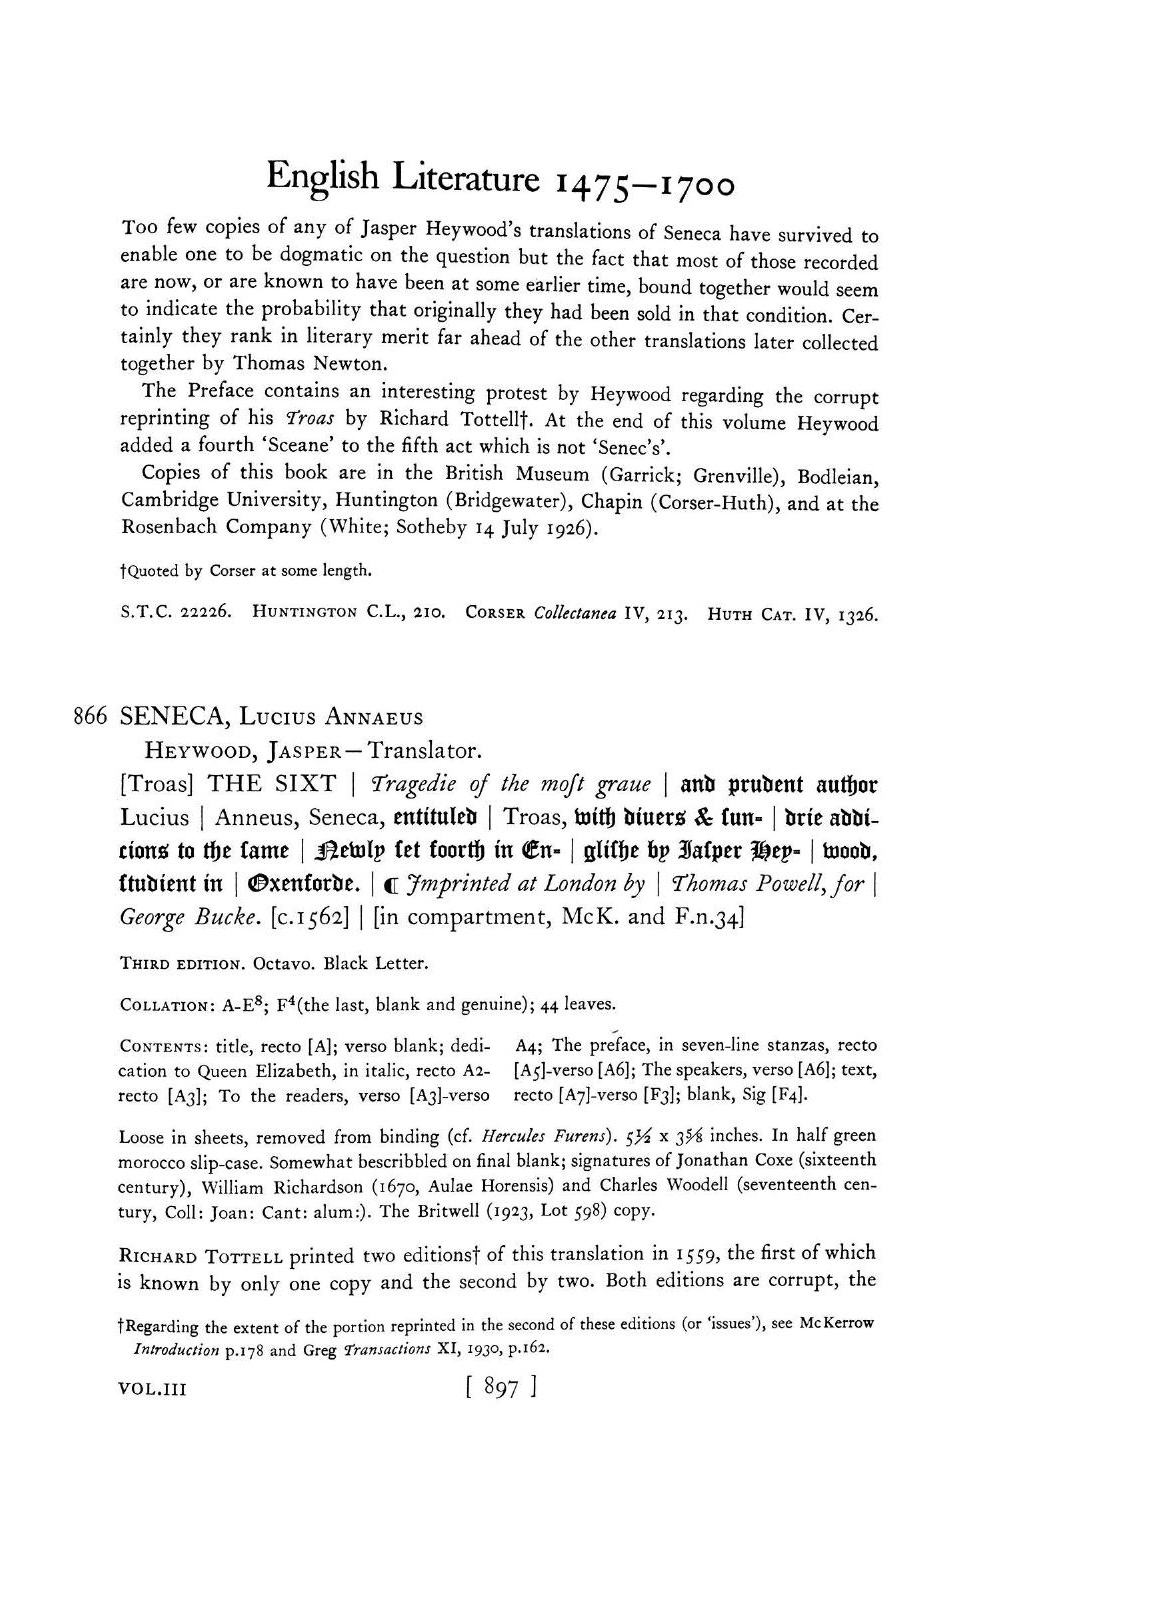 English Literature 1475–1700
Too few copies of any of Jasper Heywood's translations of Seneca have survived to
enable one to be dogmatic on the question but the fact that most of those recorded
are now, or are known to have been at some earlier time, bound together would seem
to indicate the probability that originally they had been sold in that condition. Cer-
tainly they rank in literary merit far ahead of the other translations later collected
together by Thomas Newton.
The Preface contains an interesting protest by Heywood regarding the corrupt
reprinting of his Troas by Richard Tottell†. At the end of this volume Heywood
added a fourth 'Sceane' to the fifth act which is not 'Senec's'.
Copies of this book are in the British Museum (Garrick; Grenville), Bodleian,
Cambridge University, Huntington (Bridgewater), Chapin (Corser-Huth), and at the
Rosenbach Company (White; Sotheby 14 July 1926).
†Quoted by Corser at some length.
S.T.C. 22226. HUNTINGTON C.L., 210. CORSER Collectanea IV, 213. HUTH CAT. IV, 1326.
866 SENECA, LUCIUS ANNAEUS
HEYWOOD, JASPER—Translator.
[Troas] THE SIXT | Tragedie of the moſt graue | and prudent author
Lucius | Anneus, Seneca, entituled | Troas, with diuers & ſun- | drie addi-
cions to the ſame | Newly ſet foorth in En- | gliſhe by Jaſper Hey- | wood,
ſtudient in | Oxenforde. | ¶ Imprinted at London by | Thomas Powell, for |
George Bucke. [c.1562] | [in compartment, McK. and F.n.34]
THIRD EDITION. Octavo. Black Letter.
COLLATION: A-E⁸; F⁴(the last, blank and genuine); 44 leaves.
CONTENTS: title, recto [A]; verso blank; dedi-
cation to Queen Elizabeth, in italic, recto A2-
recto [A3]; To the readers, verso [A3]-verso
A4; The preface, in seven-line stanzas, recto
[A5]-verso [A6]; The speakers, verso [A6]; text,
recto [A7]-verso [F3]; blank, Sig [F4].
Loose in sheets, removed from binding (cf. Hercules Furens). 5½ x 3⅝ inches. In half green
morocco slip-case. Somewhat bescribbled on final blank; signatures of Jonathan Coxe (sixteenth
century), William Richardson (1670, Aulae Horensis) and Charles Woodell (seventeenth cen-
tury, Coll: Joan: Cant: alum:). The Britwell (1923, Lot 598) copy.
RICHARD TOTTELL printed two editions† of this translation in 1559, the first of which
is known by only one copy and the second by two. Both editions are corrupt, the
†Regarding the extent of the portion reprinted in the second of these editions (or 'issues'), see McKerrow
Introduction p.178 and Greg Transactions XI, 1930, p.162.
VOL.III [ 897 ]